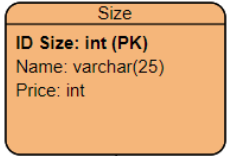 Size
ID Size: int (PK)
Name: varchar(25)
Price: int